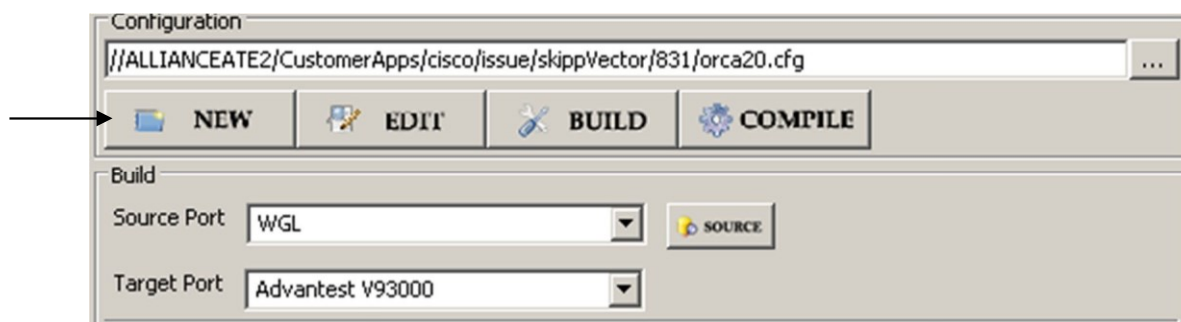 Configuration
//ALLIANCEATE2/CustomerApps/cisco/issue/skippVector/831/orca20.cfg ...
NEW EDIT BUILD COMPILE
Build
Source Port WGL SOURCE
Target Port Advantest V93000